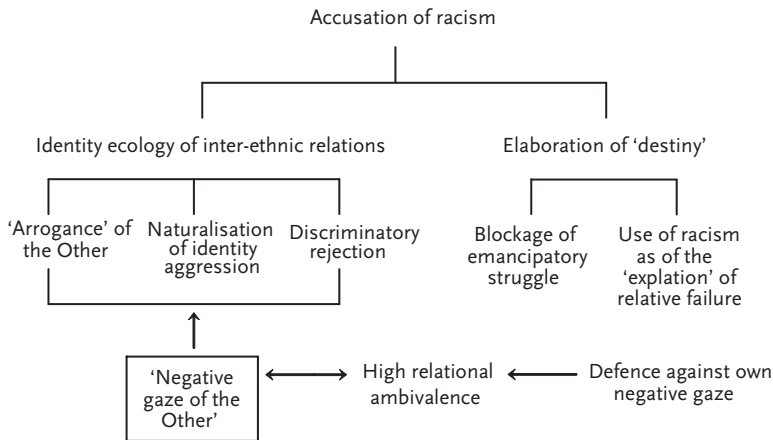 Accusation of racism
Identity ecology of inter-ethnic relations
Elaboration of ‘destiny’
‘Arrogance’ of
the Other
Naturalisation
of identity
aggression
Discriminatory
rejection
Blockage of
emancipatory
struggle
Use of racism
as of the
‘explation’ of
relative failure
‘Negative
gaze of the
Other’
High relational
ambivalence
Defence against own
negative gaze